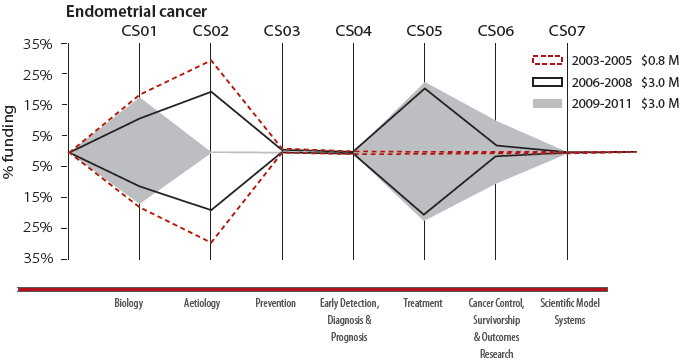 Endometrial cancer
CS01 CS02 CS03 CS04 CS05 CS06 CS07
35%
25%
15%
5%
5%
15%
25%
35%
% funding
2003-2005 $0.8 M
2006-2008 $3.0 M
2009-2011 $3.0 M
Biology
Aetiology
Prevention
Early Detection,
Diagnosis &
Prognosis
Treatment
Cancer Control,
Survivorship
& Outcomes
Research
Scientific Model
Systems